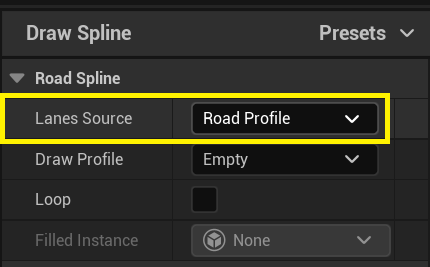 Draw Spline Presets
Road Spline
Lanes Source Road Profile
Draw Profile Empty
Loop
Filled Instance None